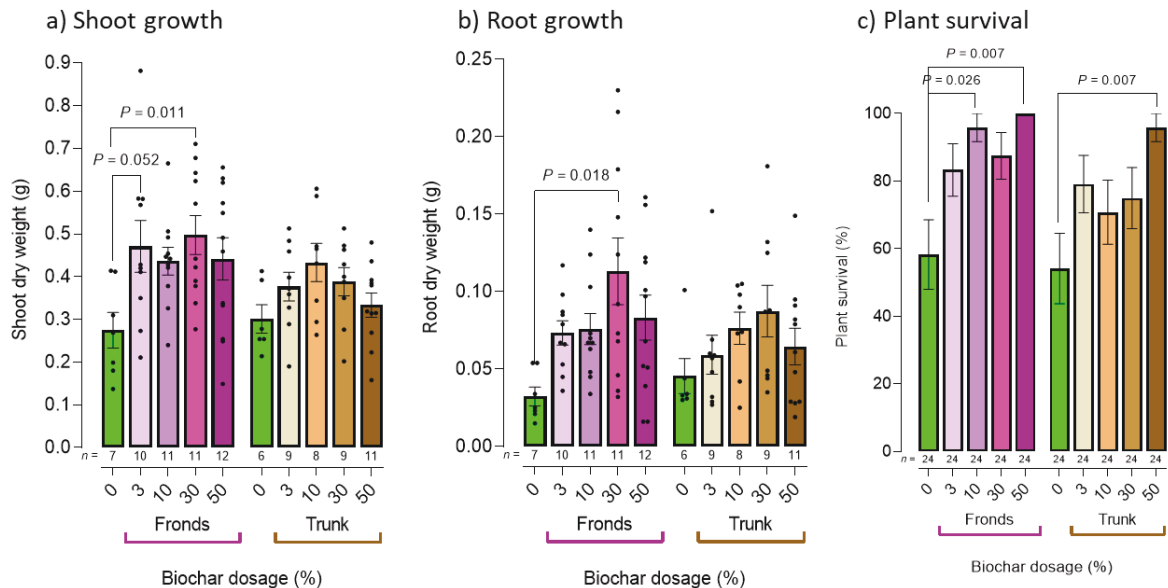 a) Shoot growth
Shoot dry weight (g)
0.9
0.8
0.7
0.6
0.5
0.4
0.3
0.2
0.1
0.0
P = 0.011
P = 0.052
n = 7 10 11 11 12 6 9 8 9 11
0 3 10 30 50 0 3 10 30 50
Fronds Trunk
Biochar dosage (%)
b) Root growth
Root dry weight (g)
0.25
0.20
0.15
0.10
0.05
0.00
P = 0.018
n = 7 10 11 11 12 6 9 8 9 11
0 3 10 30 50 0 3 10 30 50
Fronds Trunk
Biochar dosage (%)
c) Plant survival
Plant survival (%)
100
80
60
40
20
0
P = 0.007
P = 0.026
P = 0.007
n = 24 24 24 24 24 24 24 24 24 24
0 3 10 30 50 0 3 10 30 50
Fronds Trunk
Biochar dosage (%)